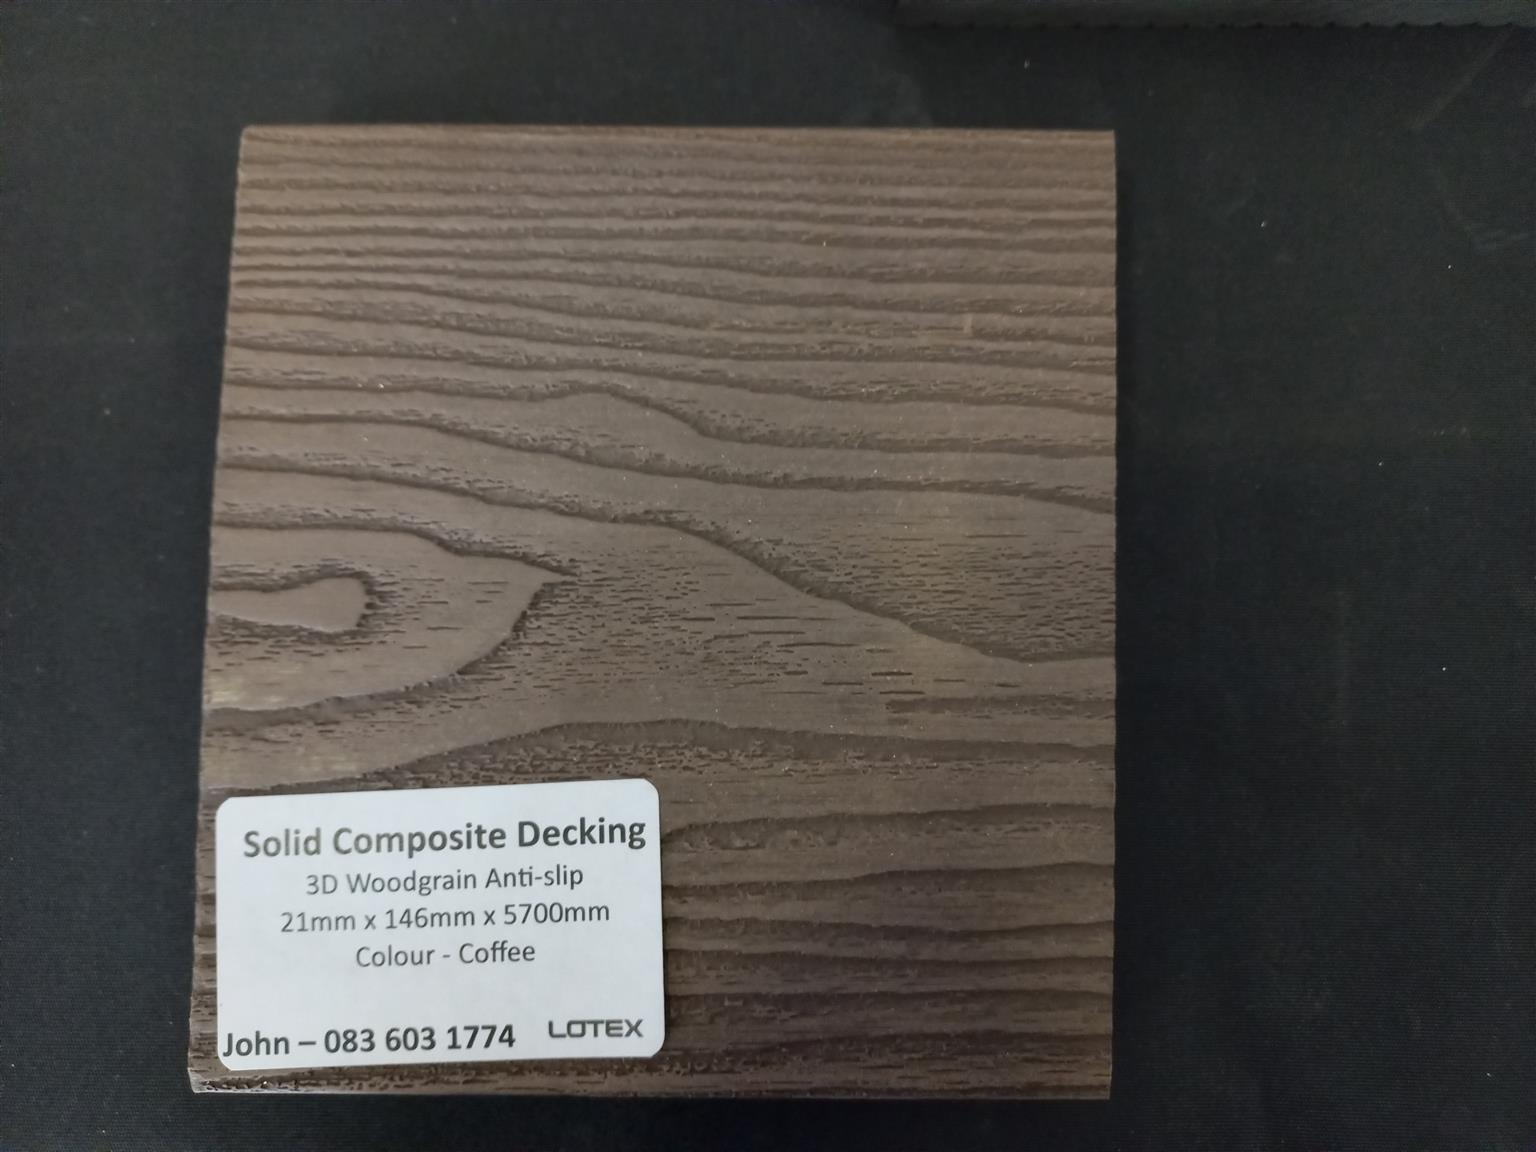 Solid Composite Decking
3D Woodgrain Anti-slip
21mm x 146mm x 5700mm
Colour - Coffee
John – 083 603 1774
LOTEX